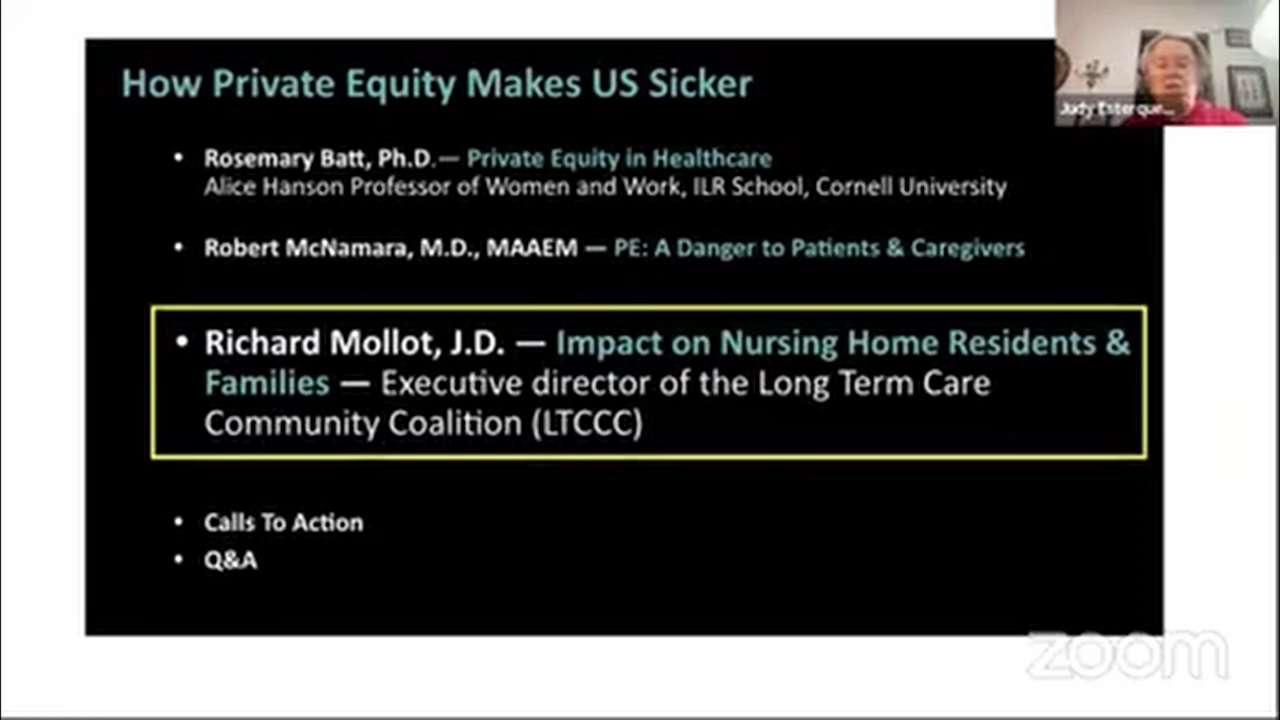 How Private Equity Makes US Sicker
Judy Esterque...
• Rosemary Batt, Ph.D.— Private Equity in Healthcare
Alice Hanson Professor of Women and Work, ILR School, Cornell University
• Robert McNamara, M.D., MAAEM — PE: A Danger to Patients & Caregivers
• Richard Mollot, J.D. — Impact on Nursing Home Residents &
Families — Executive director of the Long Term Care
Community Coalition (LTCCC)
• Calls To Action
• Q&A
zoom